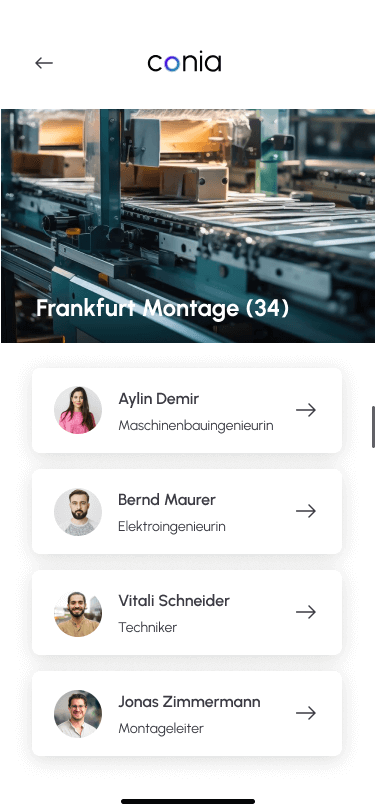 conia
Frankfurt Montage (34)
Aylin Demir
Maschinenbauingenieurin
Bernd Maurer
Elektroingenieurin
Vitali Schneider
Techniker
Jonas Zimmermann
Montageleiter